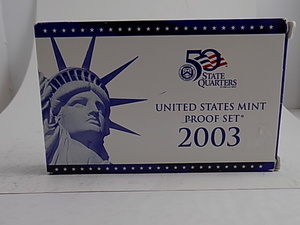 50
STATE
QUARTERS
UNITED STATES MINT
PROOF SET®
2003